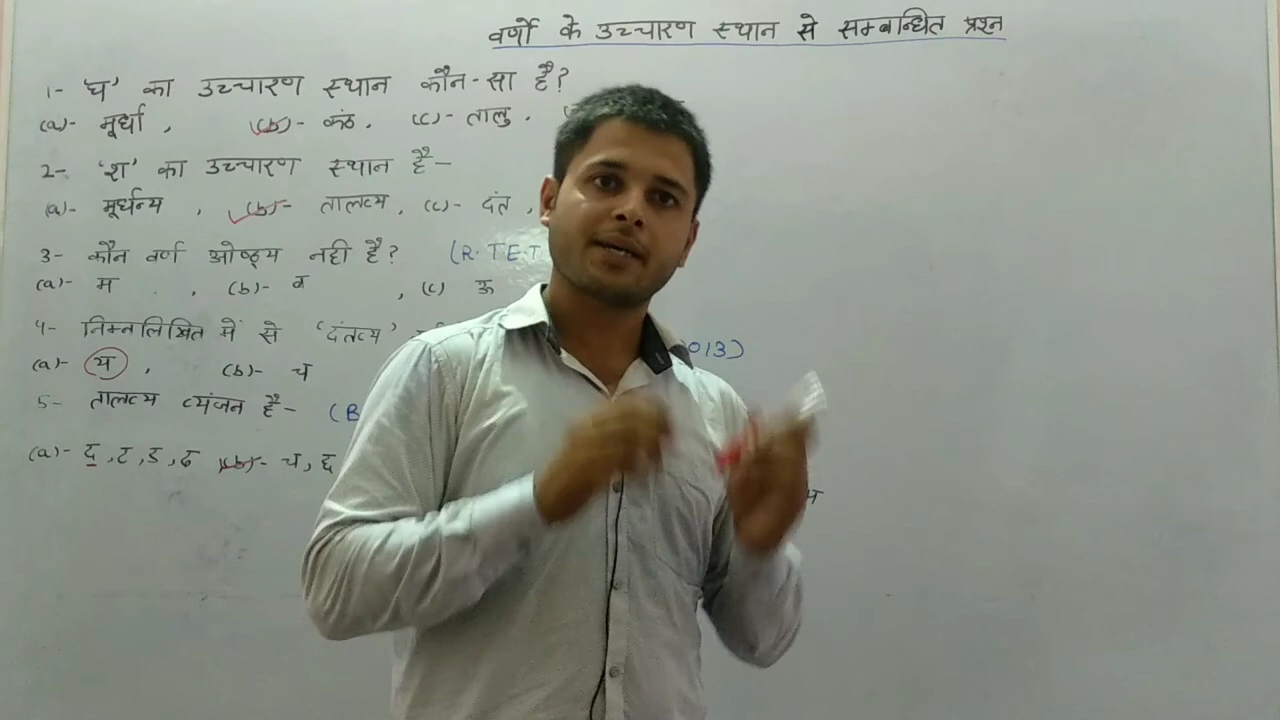 वर्णो के उच्चारण स्थान से सम्बन्धित प्रश्न
1- 'घ' का उच्चारण स्थान कौन-सा है?
(a)- मूर्धा , (b)- कंठ . (c)- तालु .
2- 'श' का उच्चारण स्थान है-
(a)- मूर्धन्य , (b)- तालव्य , (c)- दंत ,
3- कौन वर्ण ओष्ठ्य नही है? (R.T.E.T
(a)- म , (b)- व , (c) ऊ
4- निम्नलिखित में से 'दंतव्य' 013)
(a)- य , (b)- च
5- तालव्य व्यंजन है- (B
(a)- ट , ड , ढ (b)- च , छ